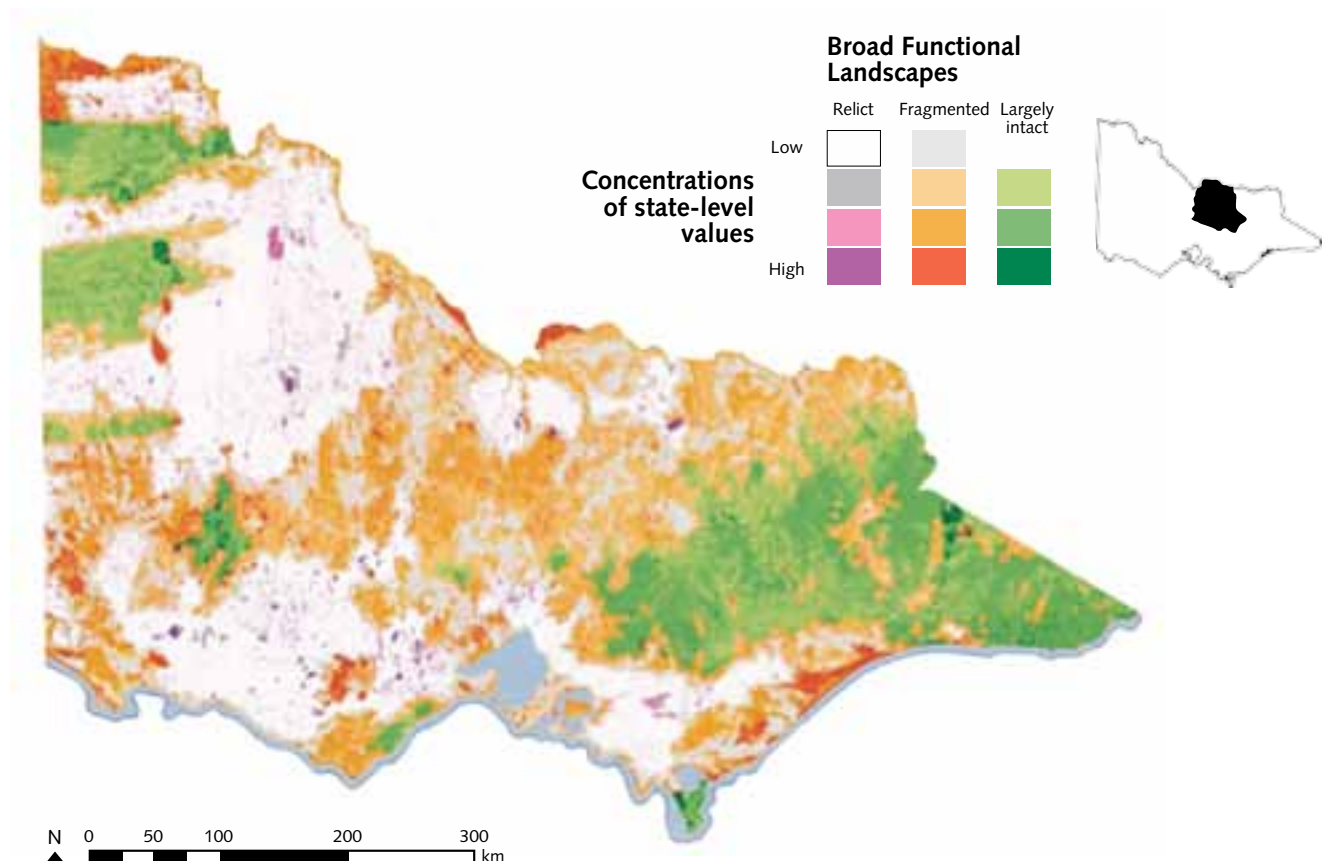 Broad Functional
Landscapes
Relict Fragmented Largely
intact
Low
Concentrations
of state-level
values
High
N 0 50 100 200 300
km